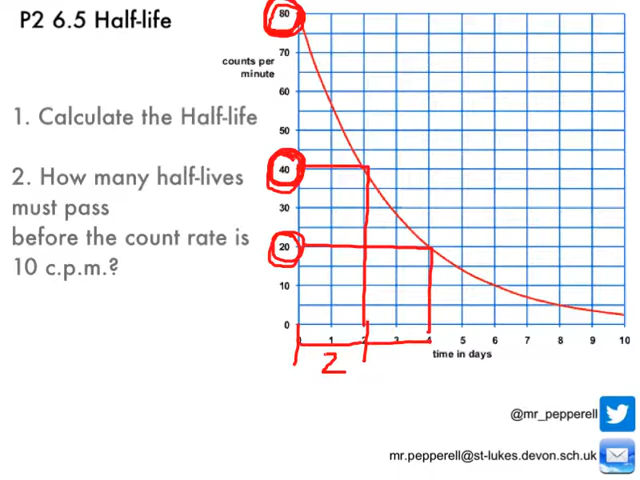 P2 6.5 Half-life
1. Calculate the Half-life
2. How many half-lives
must pass
before the count rate is
10 c.p.m.?
counts per
minute
80
70
60
50
40
30
20
10
0
0 1 2 3 4 5 6 7 8 9 10
time in days
2
@mr_pepperell
mr.pepperell@st-lukes.devon.sch.uk